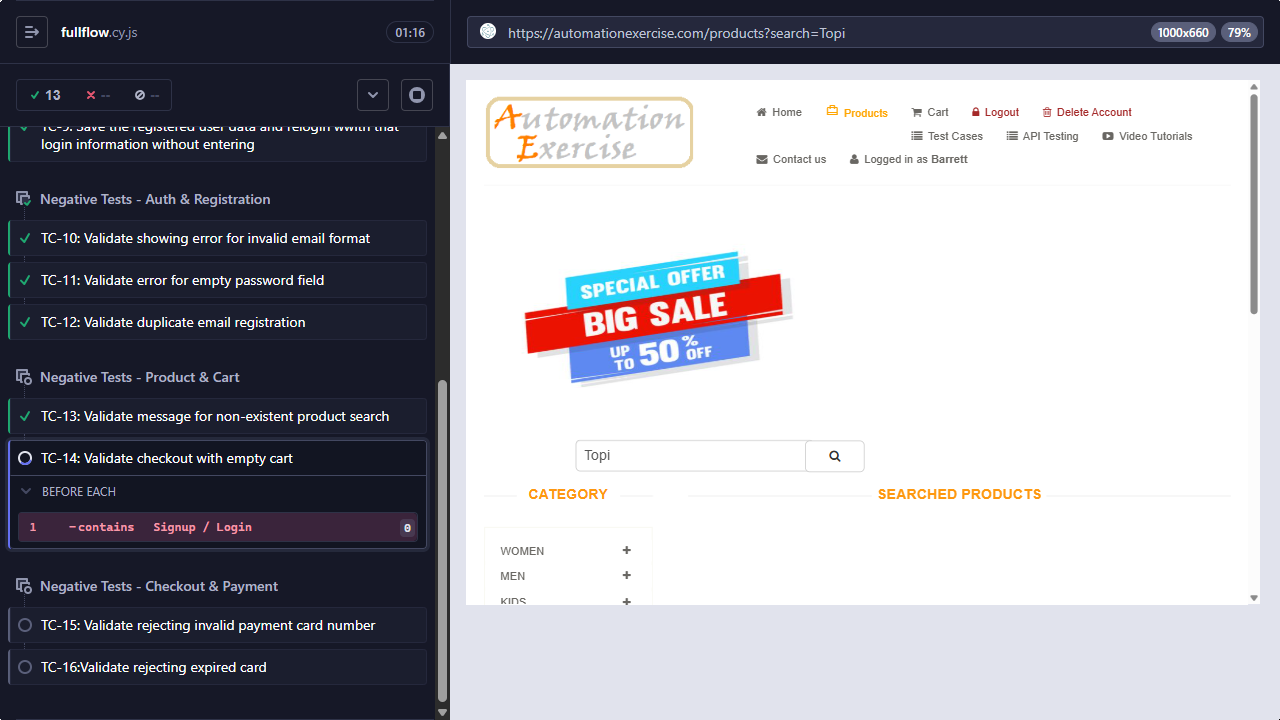 fullflow.cy.js
01:16
13
--
--
TC-9: Save the registered user data and relogin wwith that
login information without entering
Negative Tests - Auth & Registration
TC-10: Validate showing error for invalid email format
TC-11: Validate error for empty password field
TC-12: Validate duplicate email registration
Negative Tests - Product & Cart
TC-13: Validate message for non-existent product search
TC-14: Validate checkout with empty cart
BEFORE EACH
1 -contains Signup / Login 0
Negative Tests - Checkout & Payment
TC-15: Validate rejecting invalid payment card number
TC-16:Validate rejecting expired card
https://automationexercise.com/products?search=Topi
1000x660
79%
Automation
Exercise
Home Products Cart Logout Delete Account
Test Cases API Testing Video Tutorials
Contact us Logged in as Barrett
SPECIAL OFFER
BIG SALE
UP TO 50% OFF
Topi
CATEGORY
SEARCHED PRODUCTS
WOMEN +
MEN +
KIDS +